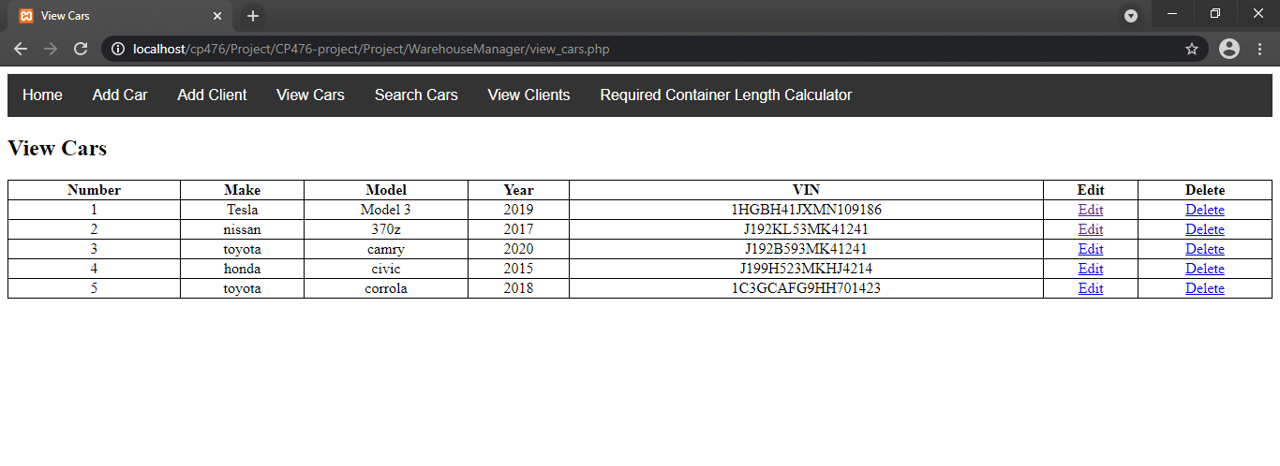 View Cars
localhost/cp476/Project/CP476-project/Project/WarehouseManager/view_cars.php
Home Add Car Add Client View Cars Search Cars View Clients Required Container Length Calculator
View Cars
Number Make Model Year VIN Edit Delete
1 Tesla Model 3 2019 1HGBH41JXMN109186 Edit Delete
2 nissan 370z 2017 J192KL53MK41241 Edit Delete
3 toyota camry 2020 J192B593MK41241 Edit Delete
4 honda civic 2015 J199H523MKHJ4214 Edit Delete
5 toyota corrola 2018 1C3GCAFG9HH701423 Edit Delete